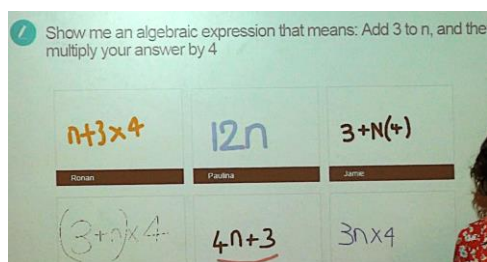 Show me an algebraic expression that means: Add 3 to n, and the
multiply your answer by 4
n+3×4
12n
3+N(4)
Ronan
Paulina
Jamie
(3+n)×4
4n+3
3n×4